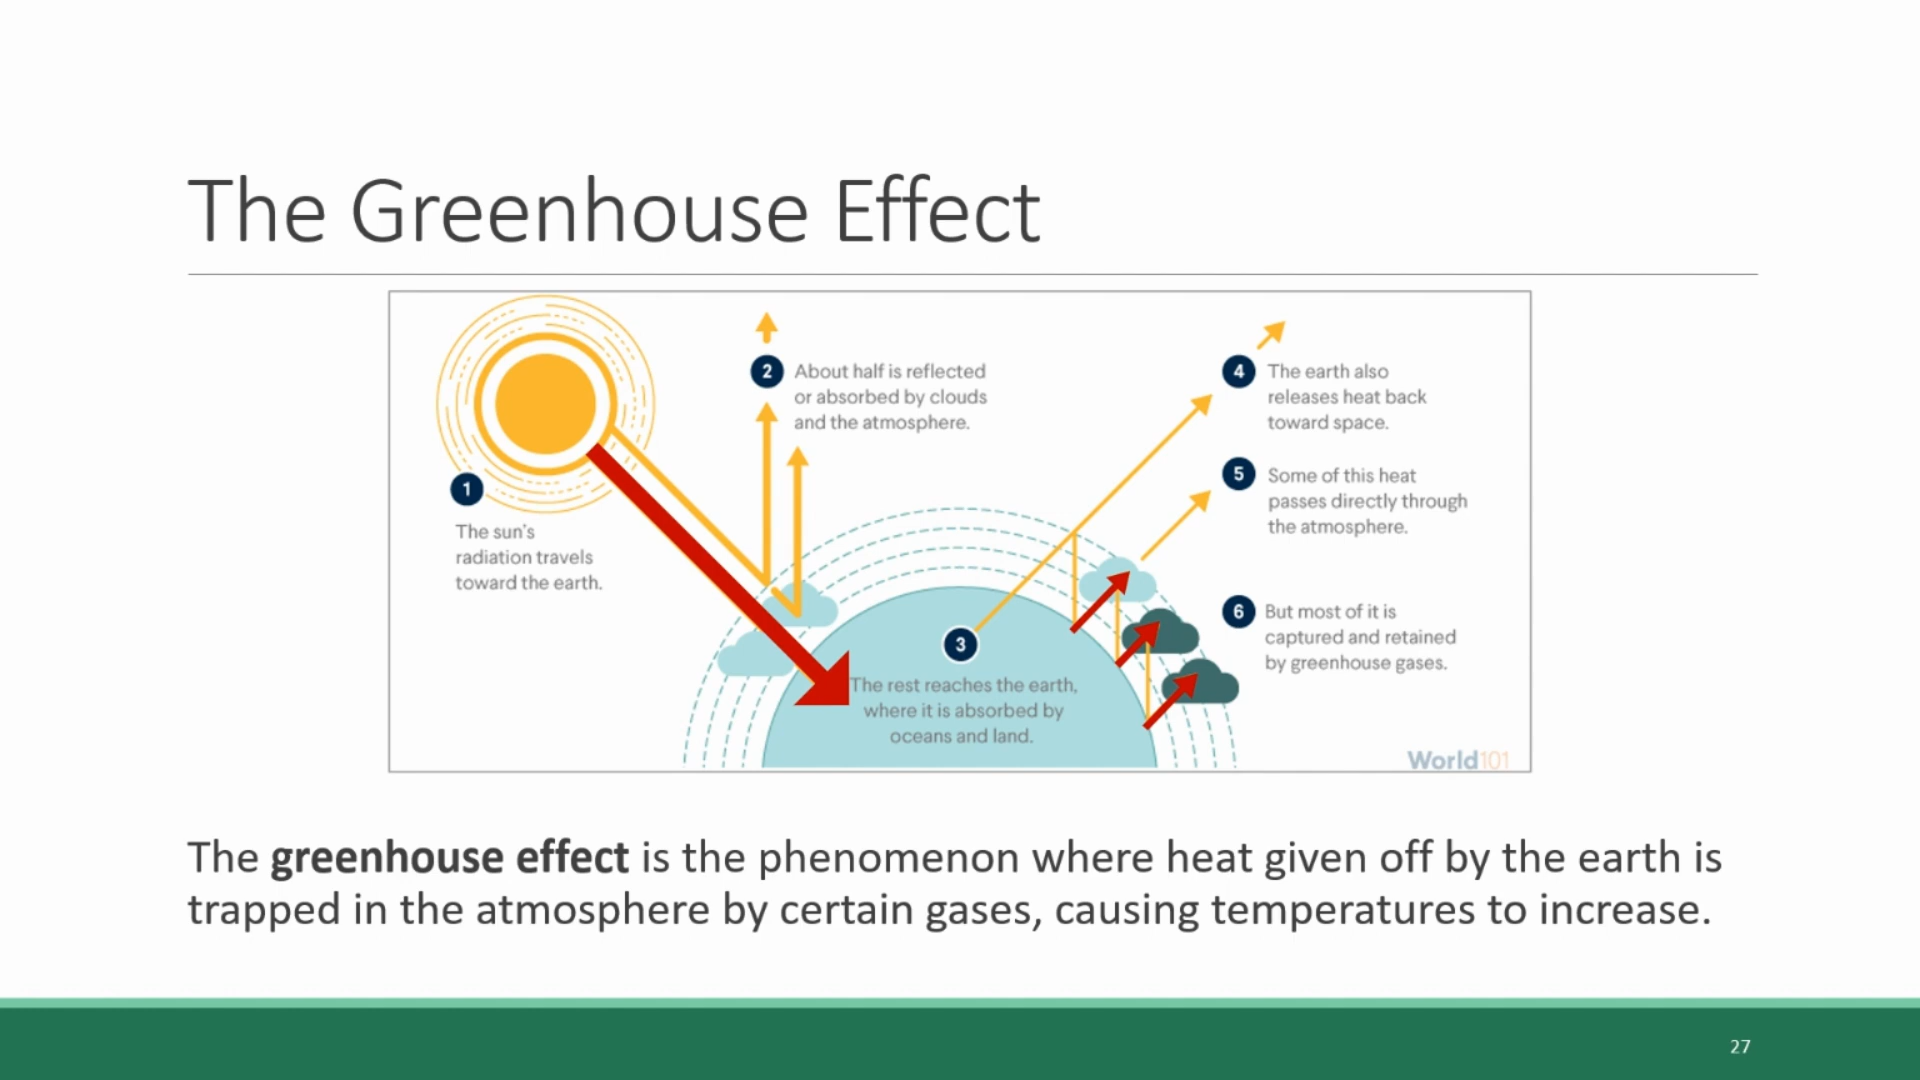 The Greenhouse Effect
1
The sun's
radiation travels
toward the earth.
2
About half is reflected
or absorbed by clouds
and the atmosphere.
3
The rest reaches the earth,
where it is absorbed by
oceans and land.
4
The earth also
releases heat back
toward space.
5
Some of this heat
passes directly through
the atmosphere.
6
But most of it is
captured and retained
by greenhouse gases.
World101
The greenhouse effect is the phenomenon where heat given off by the earth is
trapped in the atmosphere by certain gases, causing temperatures to increase.
27